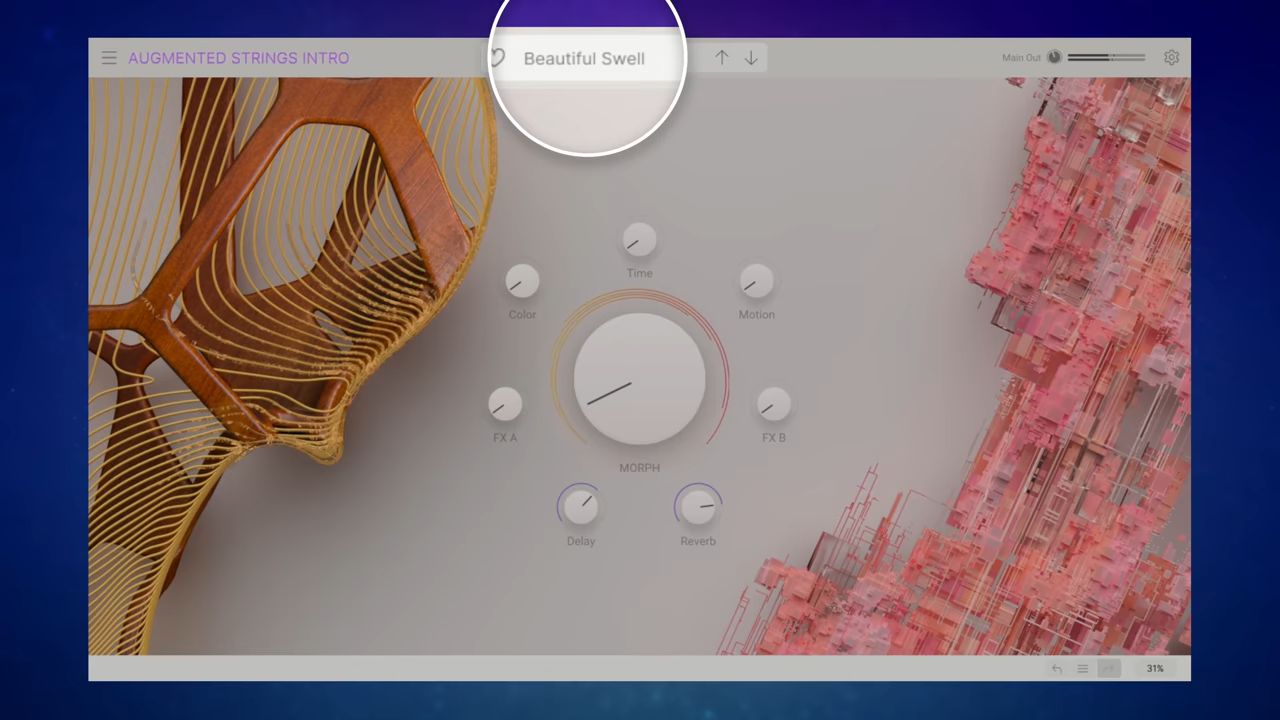 AUGMENTED STRINGS INTRO
Beautiful Swell
Main Out
Time
Color
Motion
FX A
FX B
MORPH
Delay
Reverb
31%